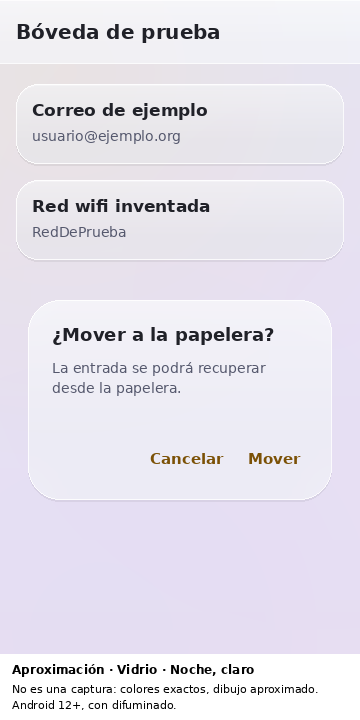 Bóveda de prueba
Correo de ejemplo
usuario@ejemplo.org
Red wifi inventada
RedDePrueba
¿Mover a la papelera?
La entrada se podrá recuperar
desde la papelera.
Cancelar Mover
Aproximación · Vidrio · Noche, claro
No es una captura: colores exactos, dibujo aproximado.
Android 12+, con difuminado.